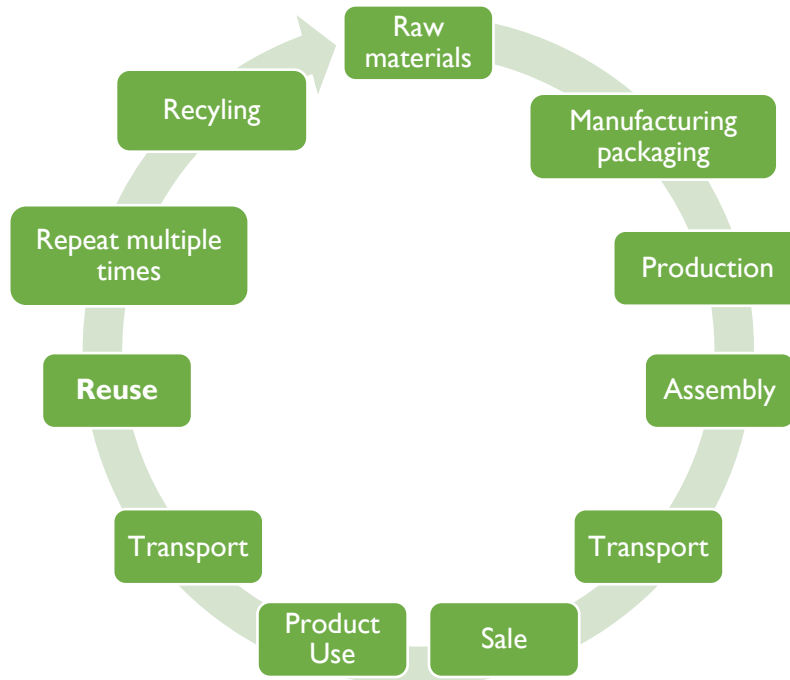 Raw
materials
Manufacturing
packaging
Production
Assembly
Transport
Sale
Product
Use
Transport
Reuse
Repeat multiple
times
Recyling